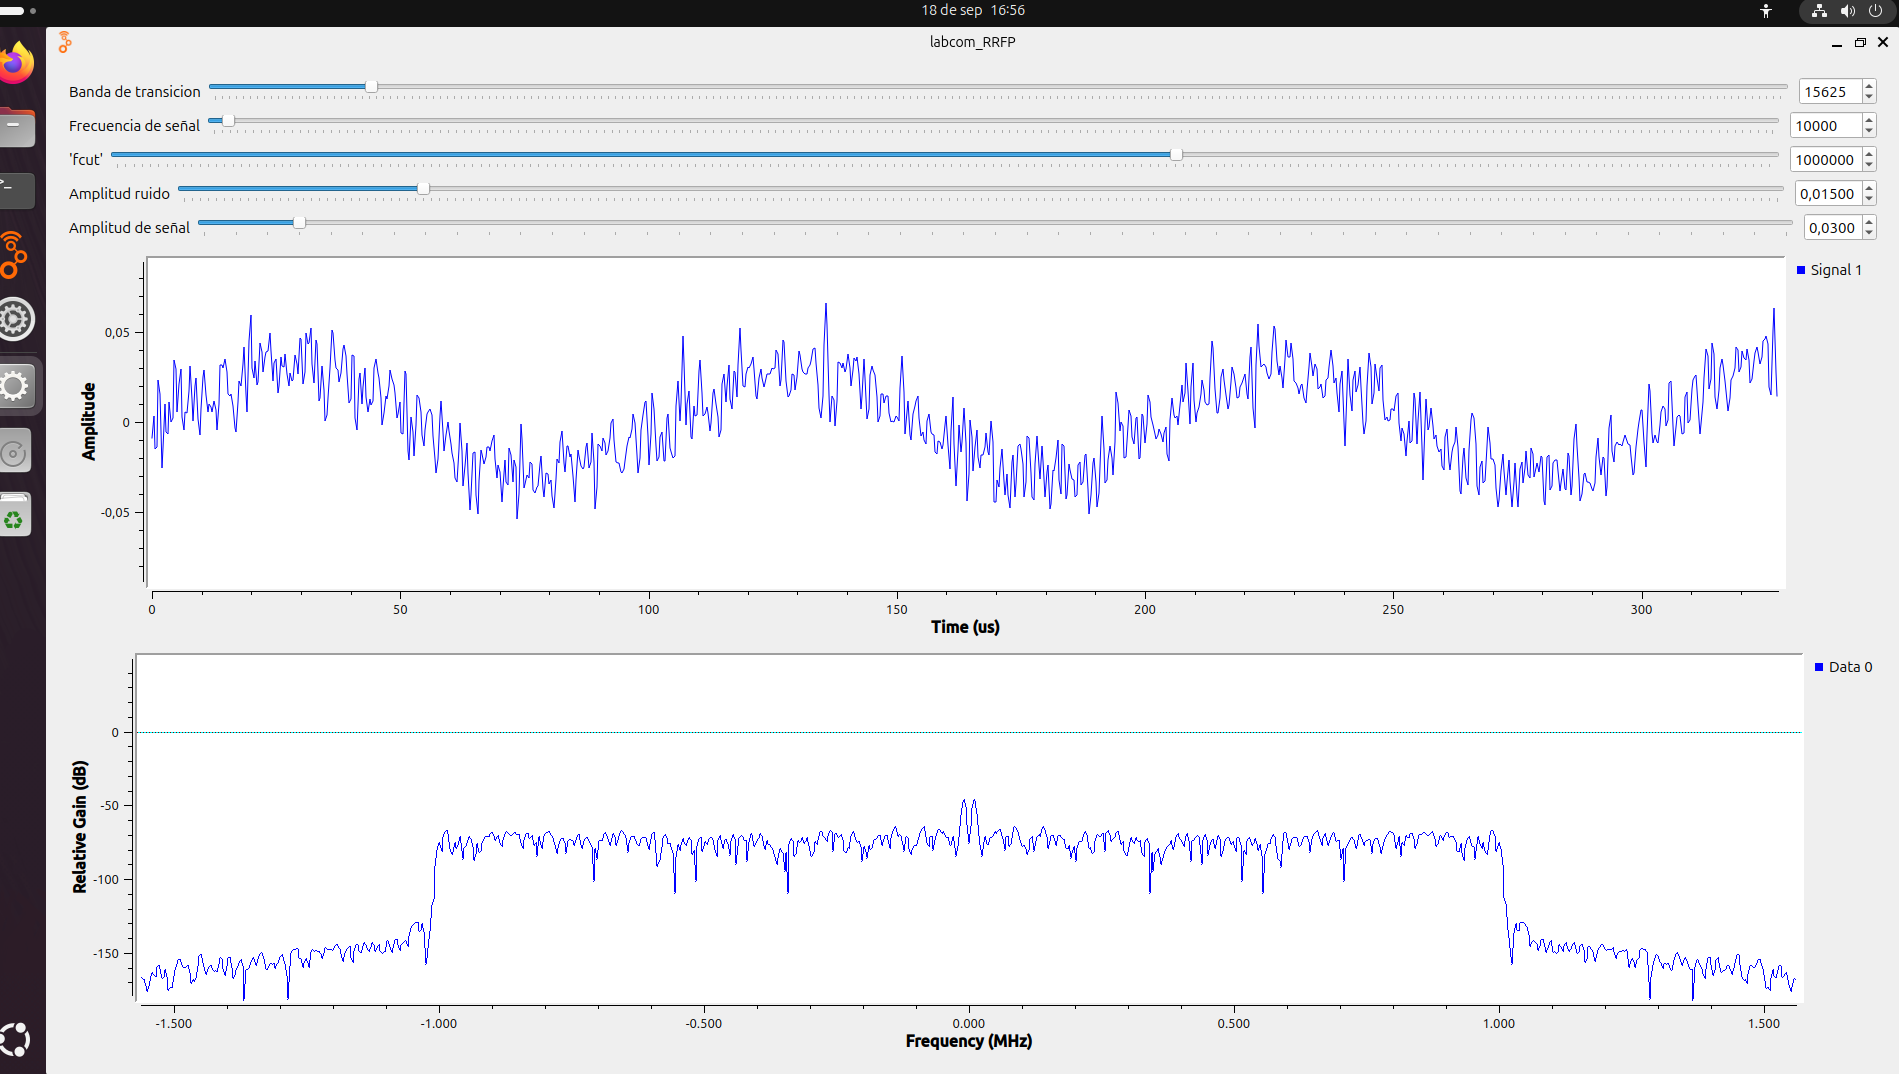 18 de sep 16:56
labcom_RRFP
Banda de transicion 15625
Frecuencia de señal 10000
'fcut' 1000000
Amplitud ruido 0,01500
Amplitud de señal 0,0300
Signal 1
Amplitude
0,05
0
-0,05
0 50 100 150 200 250 300
Time (us)
Data 0
Relative Gain (dB)
0
-50
-100
-150
-1.500 -1.000 -0.500 0.000 0.500 1.000 1.500
Frequency (MHz)